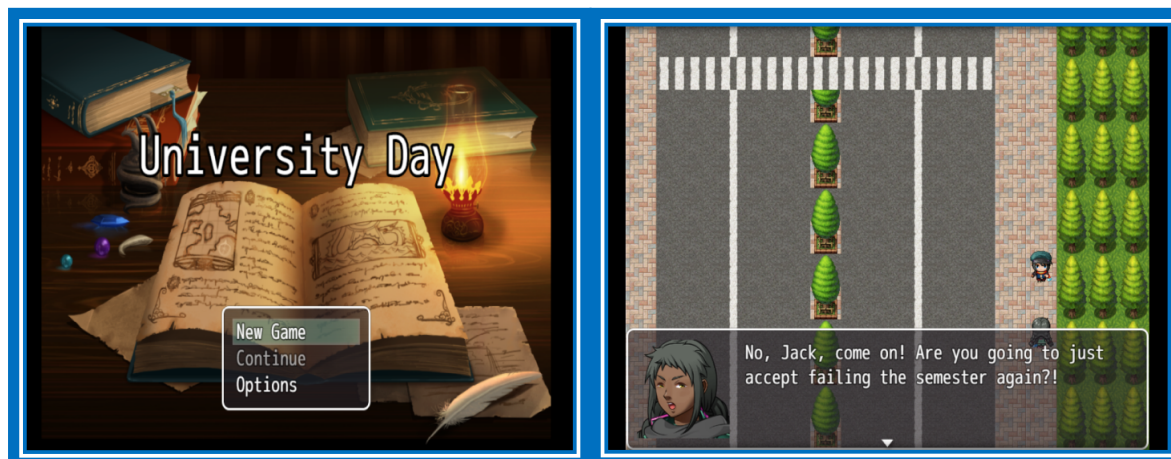 University Day
New Game
Continue
Options
No, Jack, come on! Are you going to just
accept failing the semester again?!